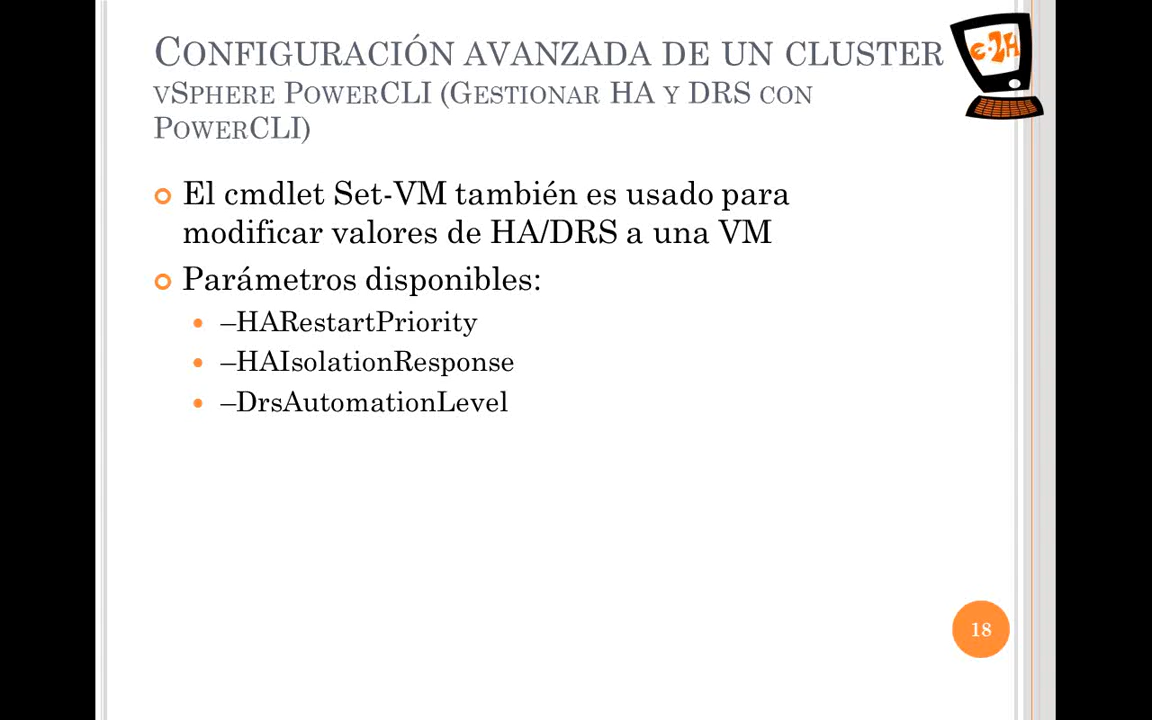 CONFIGURACIÓN AVANZADA DE UN CLUSTER
VSPHERE POWERCLI (GESTIONAR HA Y DRS CON
POWERCLI)
e-2H
El cmdlet Set-VM también es usado para
modificar valores de HA/DRS a una VM
Parámetros disponibles:
–HARestartPriority
–HAIsolationResponse
–DrsAutomationLevel
18